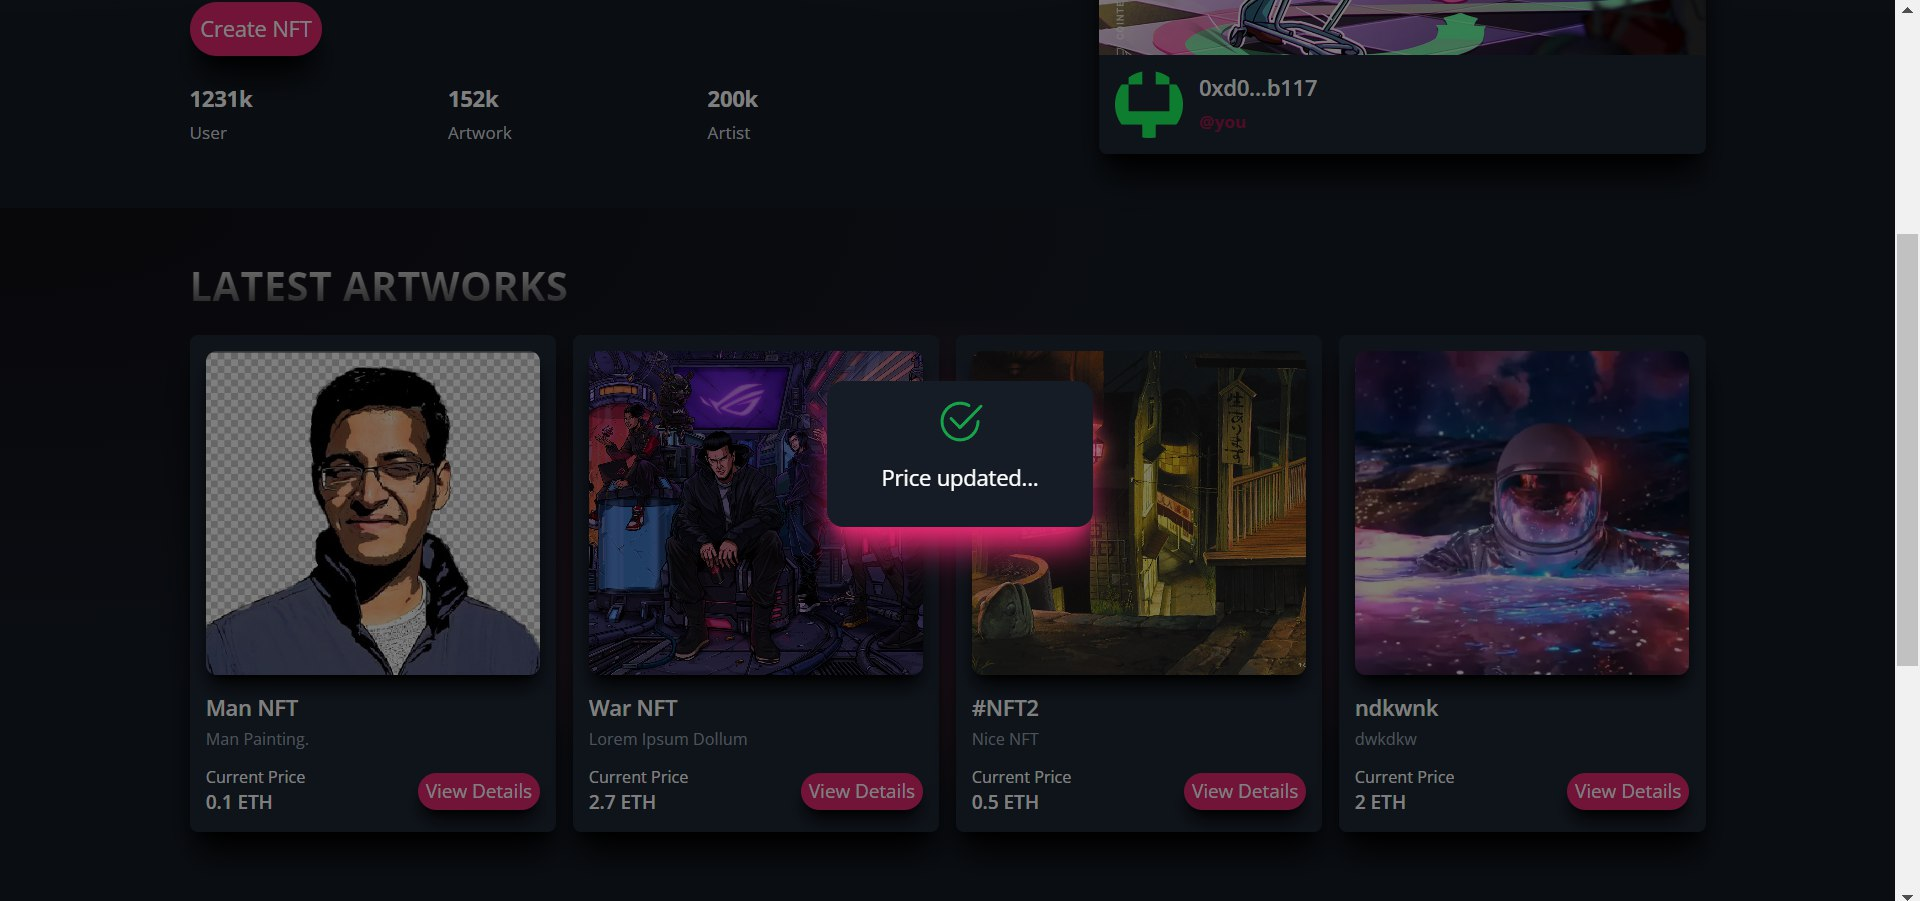 Create NFT
1231k
User
152k
Artwork
200k
Artist
0xd0...b117
@you
LATEST ARTWORKS
Price updated...
Man NFT
Man Painting.
Current Price
0.1 ETH
View Details
War NFT
Lorem Ipsum Dollum
Current Price
2.7 ETH
View Details
#NFT2
Nice NFT
Current Price
0.5 ETH
View Details
ndkwnk
dwkdkw
Current Price
2 ETH
View Details